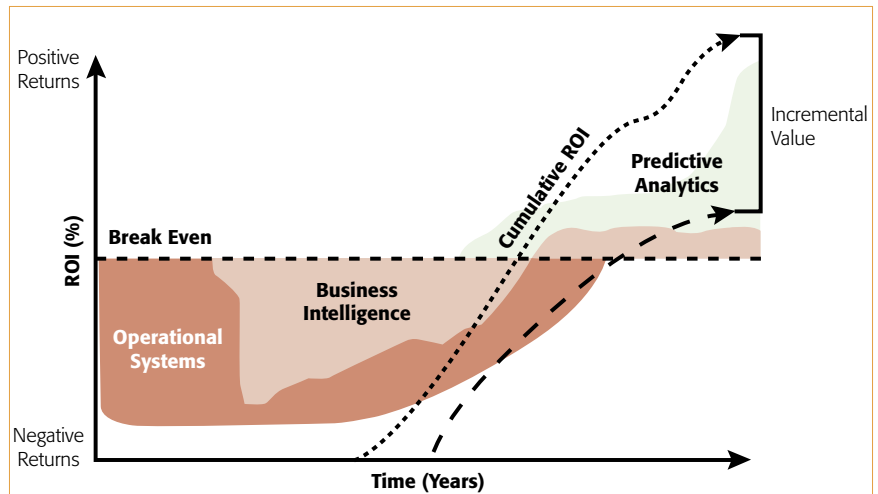 Positive
Returns
Incremental
Value
Predictive
Analytics
Cumulative ROI
Break Even
ROI (%)
Business
Intelligence
Operational
Systems
Negative
Returns
Time (Years)